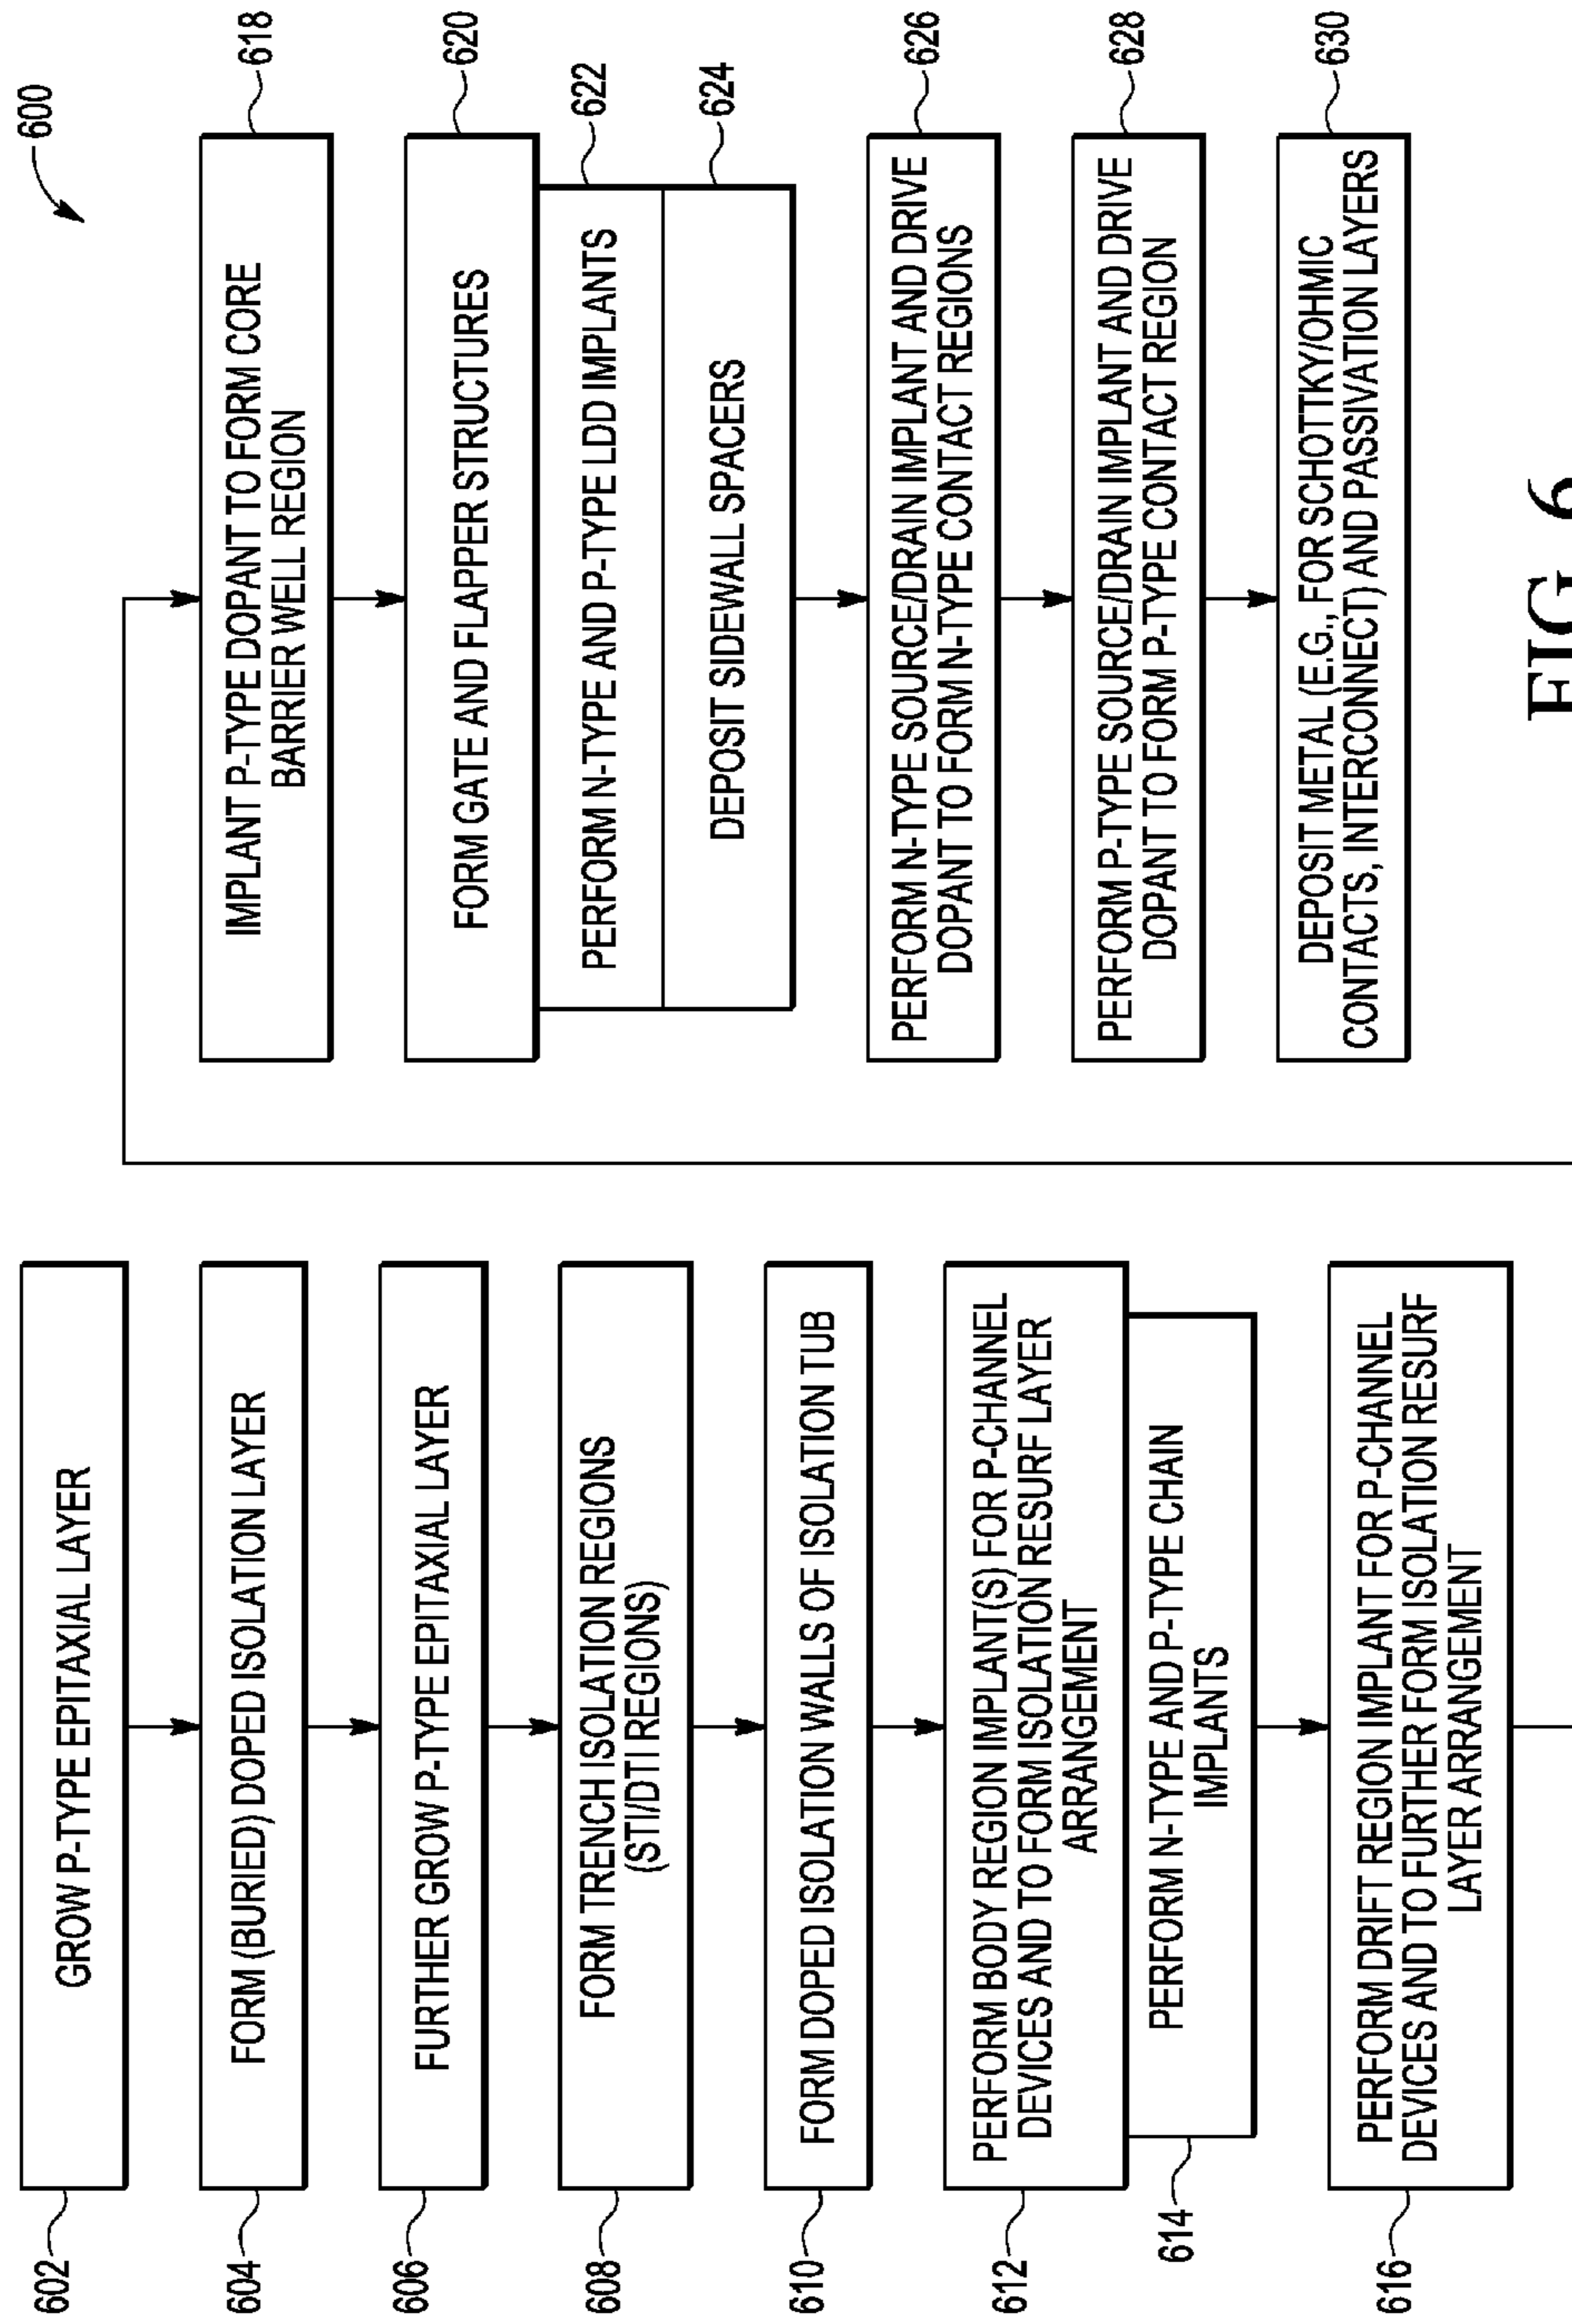 600
602
GROW P-TYPE EPITAXIAL LAYER
604
FORM (BURIED) DOPED ISOLATION LAYER
606
FURTHER GROW P-TYPE EPITAXIAL LAYER
608
FORM TRENCH ISOLATION REGIONS
(STI/DTI REGIONS)
610
FORM DOPED ISOLATION WALLS OF ISOLATION TUB
612
PERFORM BODY REGION IMPLANT(S) FOR P-CHANNEL
DEVICES AND TO FORM ISOLATION RESURF LAYER
ARRANGEMENT
614
PERFORM N-TYPE AND P-TYPE CHAIN
IMPLANTS
616
PERFORM DRIFT REGION IMPLANT FOR P-CHANNEL
DEVICES AND TO FURTHER FORM ISOLATION RESURF
LAYER ARRANGEMENT
618
IMPLANT P-TYPE DOPANT TO FORM CORE
BARRIER WELL REGION
620
FORM GATE AND FLAPPER STRUCTURES
622
PERFORM N-TYPE AND P-TYPE LDD IMPLANTS
624
DEPOSIT SIDEWALL SPACERS
626
PERFORM N-TYPE SOURCE/DRAIN IMPLANT AND DRIVE
DOPANT TO FORM N-TYPE CONTACT REGIONS
628
PERFORM P-TYPE SOURCE/DRAIN IMPLANT AND DRIVE
DOPANT TO FORM P-TYPE CONTACT REGION
630
DEPOSIT METAL (E.G., FOR SCHOTTKY/OHMIC
CONTACTS, INTERCONNECT) AND PASSIVATION LAYERS
FIG. 6